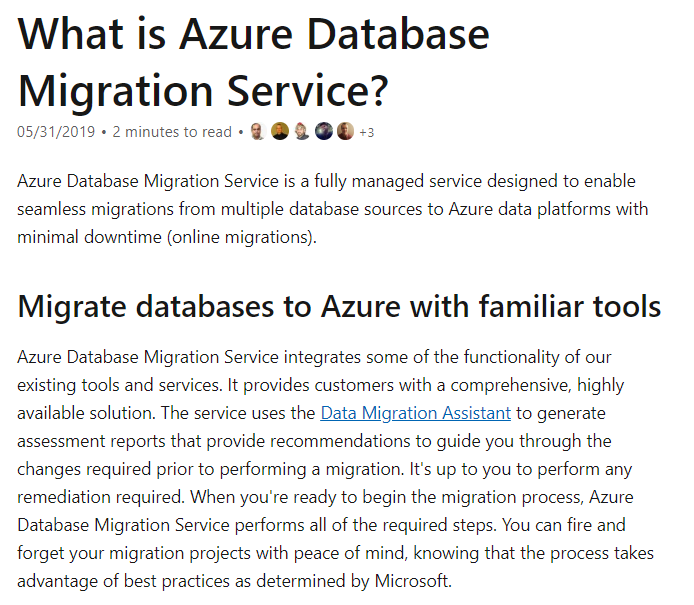 What is Azure Database
Migration Service?
05/31/2019 • 2 minutes to read • +3
Azure Database Migration Service is a fully managed service designed to enable
seamless migrations from multiple database sources to Azure data platforms with
minimal downtime (online migrations).
Migrate databases to Azure with familiar tools
Azure Database Migration Service integrates some of the functionality of our
existing tools and services. It provides customers with a comprehensive, highly
available solution. The service uses the Data Migration Assistant to generate
assessment reports that provide recommendations to guide you through the
changes required prior to performing a migration. It's up to you to perform any
remediation required. When you're ready to begin the migration process, Azure
Database Migration Service performs all of the required steps. You can fire and
forget your migration projects with peace of mind, knowing that the process takes
advantage of best practices as determined by Microsoft.